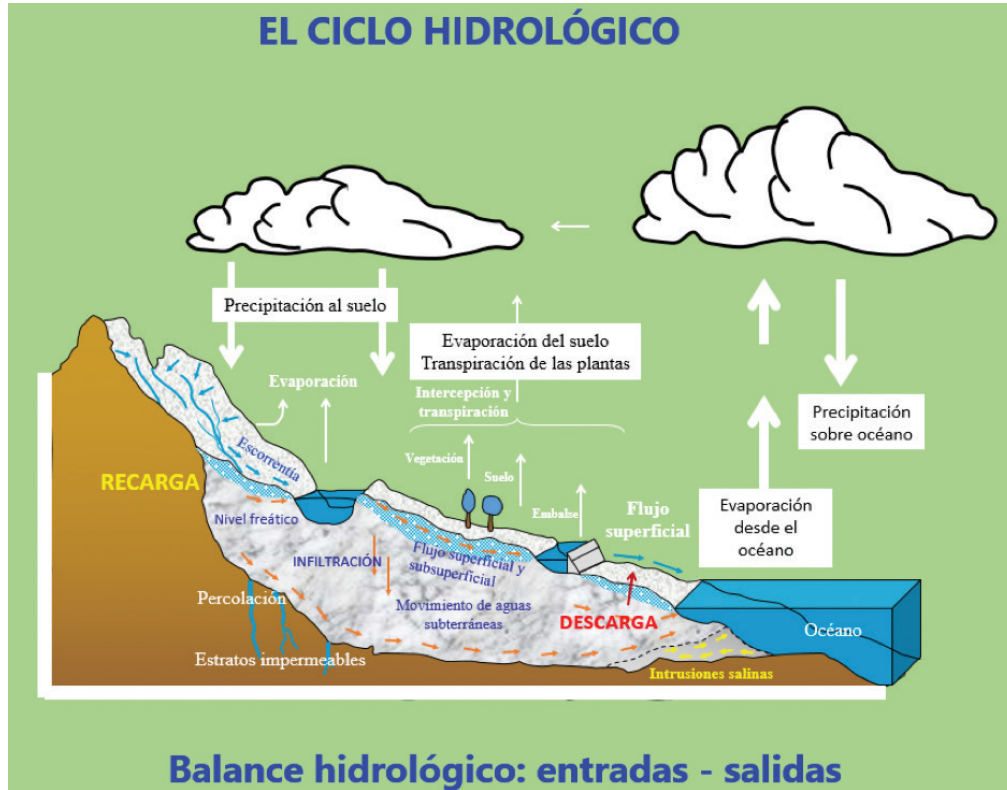 EL CICLO HIDROLÓGICO
Precipitación al suelo
Evaporación del suelo
Transpiración de las plantas
Intercepción y
transpiración
Evaporación
Precipitación
sobre océano
Escorrentía
RECARGA
Vegetación
Suelo
Embalse
Flujo
superficial
Evaporación
desde el
océano
Nivel freático
INFILTRACIÓN
Flujo superficial y
subsuperficial
Percolación
Movimiento de aguas
subterráneas
DESCARGA
Océano
Estratos impermeables
Intrusiones salinas
Balance hidrológico: entradas - salidas